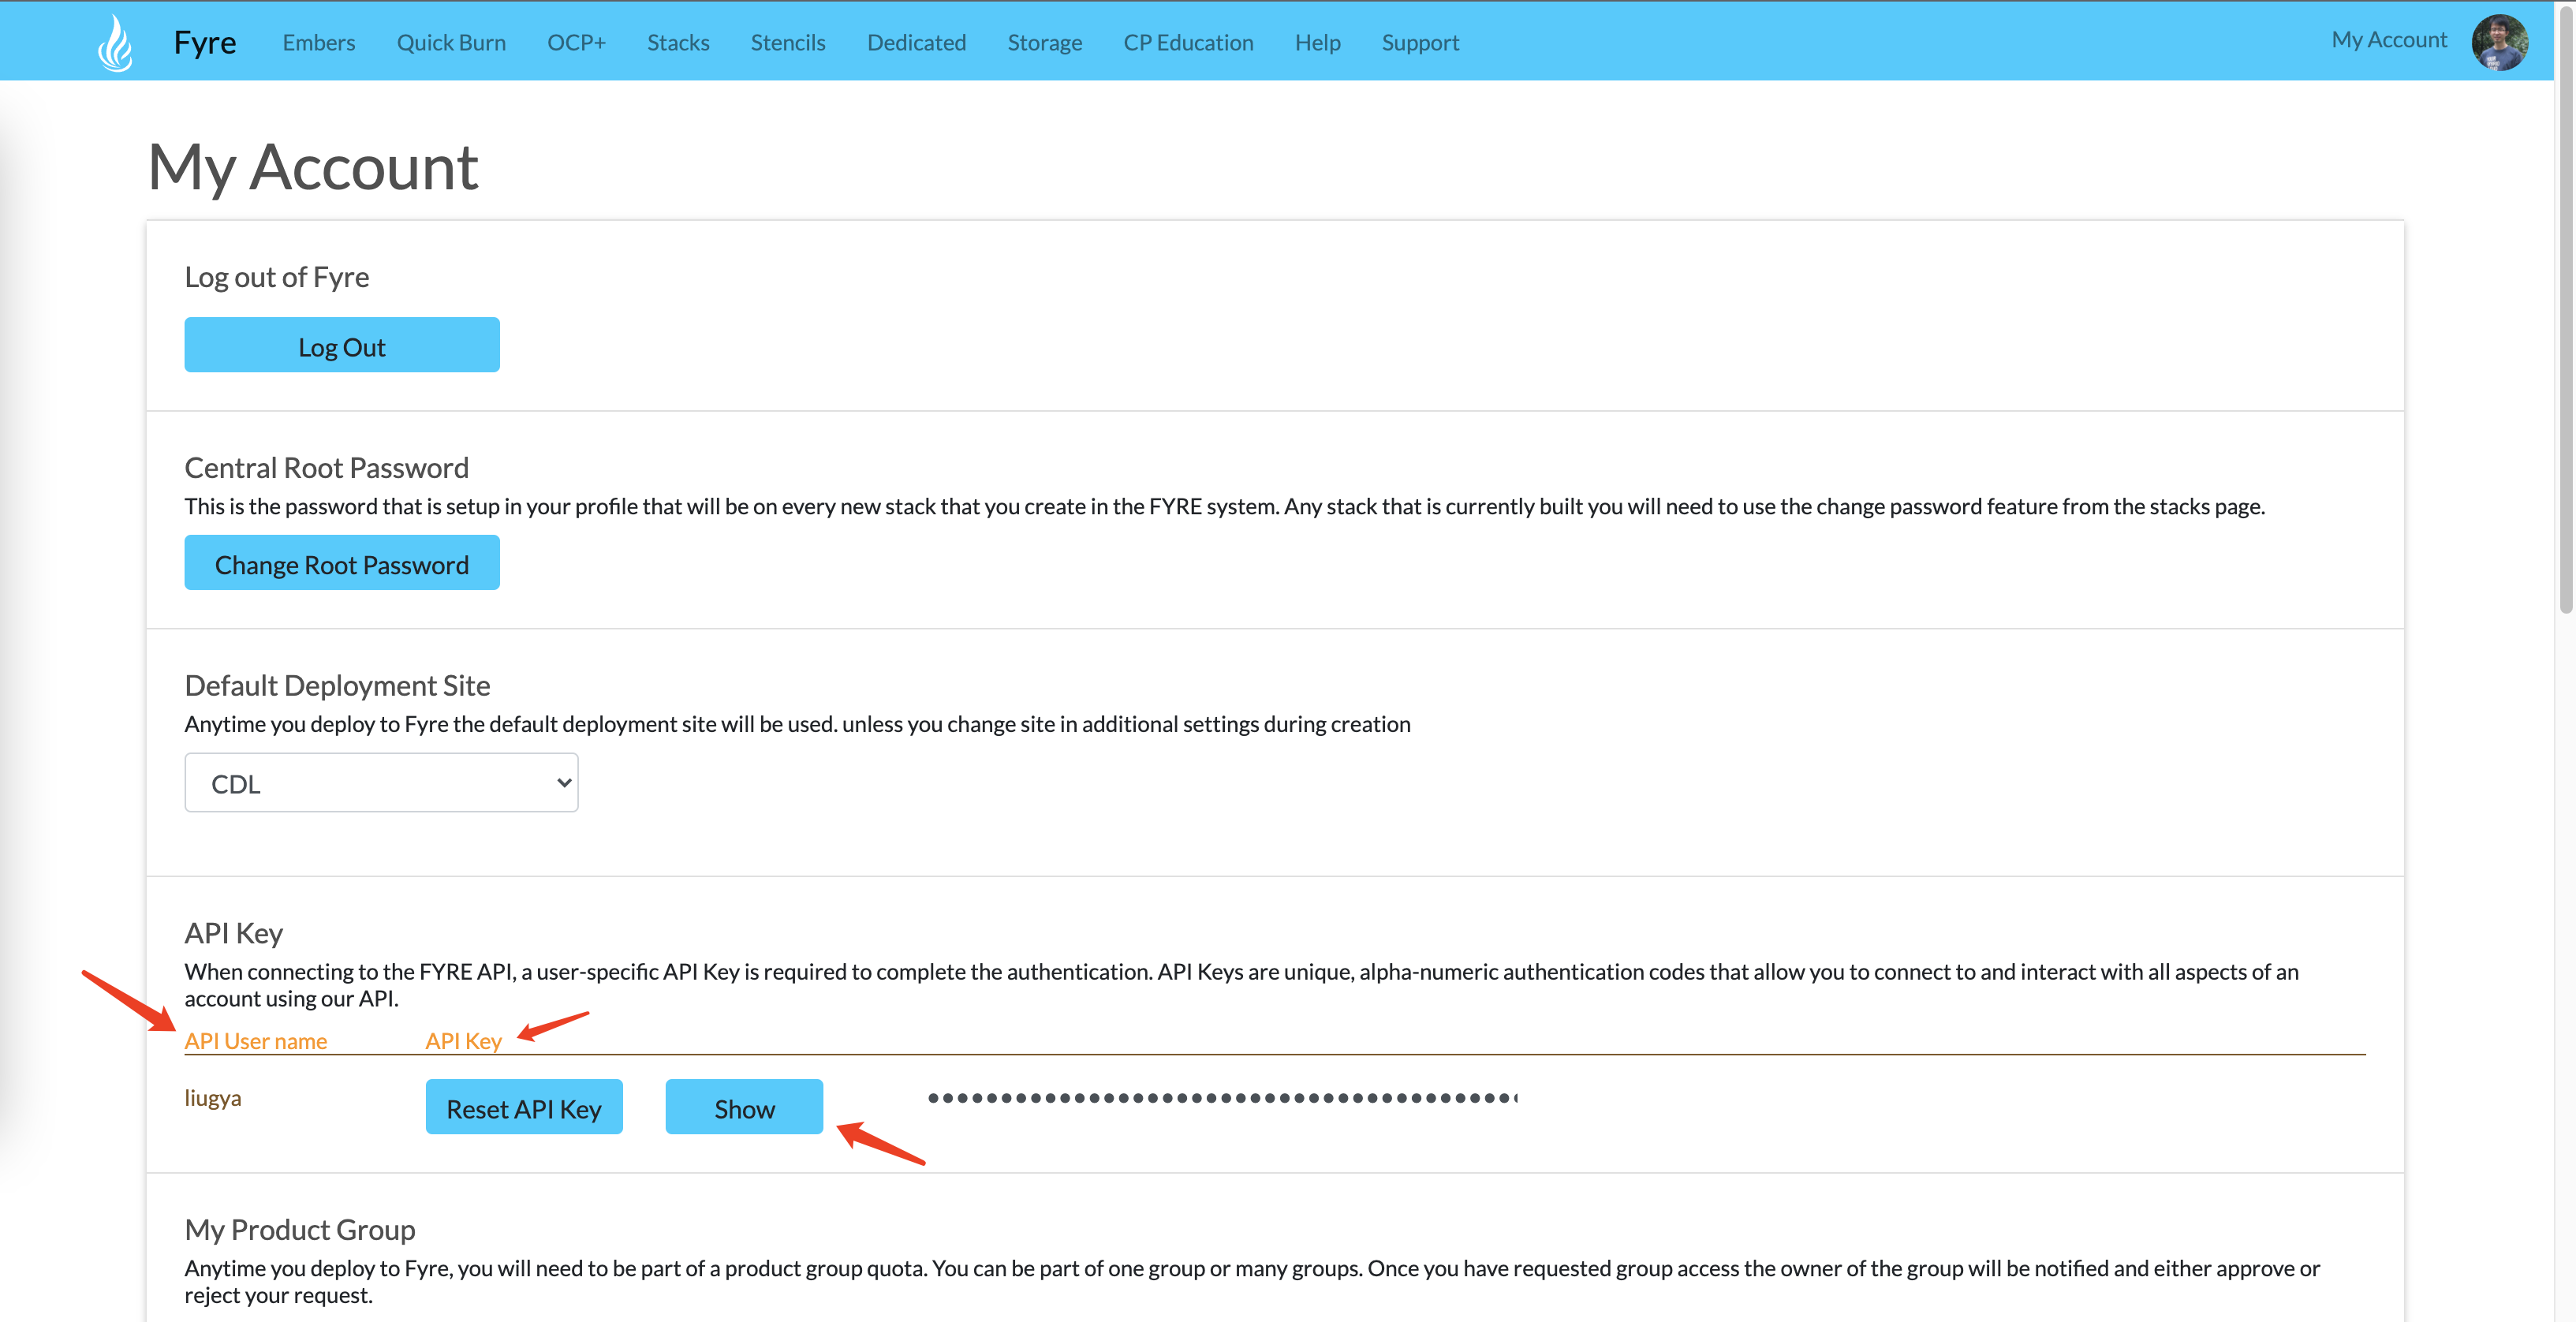 Fyre Embers Quick Burn OCP+ Stacks Stencils Dedicated Storage CP Education Help Support My Account
My Account
Log out of Fyre
Log Out
Central Root Password
This is the password that is setup in your profile that will be on every new stack that you create in the FYRE system. Any stack that is currently built you will need to use the change password feature from the stacks page.
Change Root Password
Default Deployment Site
Anytime you deploy to Fyre the default deployment site will be used. unless you change site in additional settings during creation
CDL
API Key
When connecting to the FYRE API, a user-specific API Key is required to complete the authentication. API Keys are unique, alpha-numeric authentication codes that allow you to connect to and interact with all aspects of an
account using our API.
API User name API Key
liugya Reset API Key Show
My Product Group
Anytime you deploy to Fyre, you will need to be part of a product group quota. You can be part of one group or many groups. Once you have requested group access the owner of the group will be notified and either approve or
reject your request.